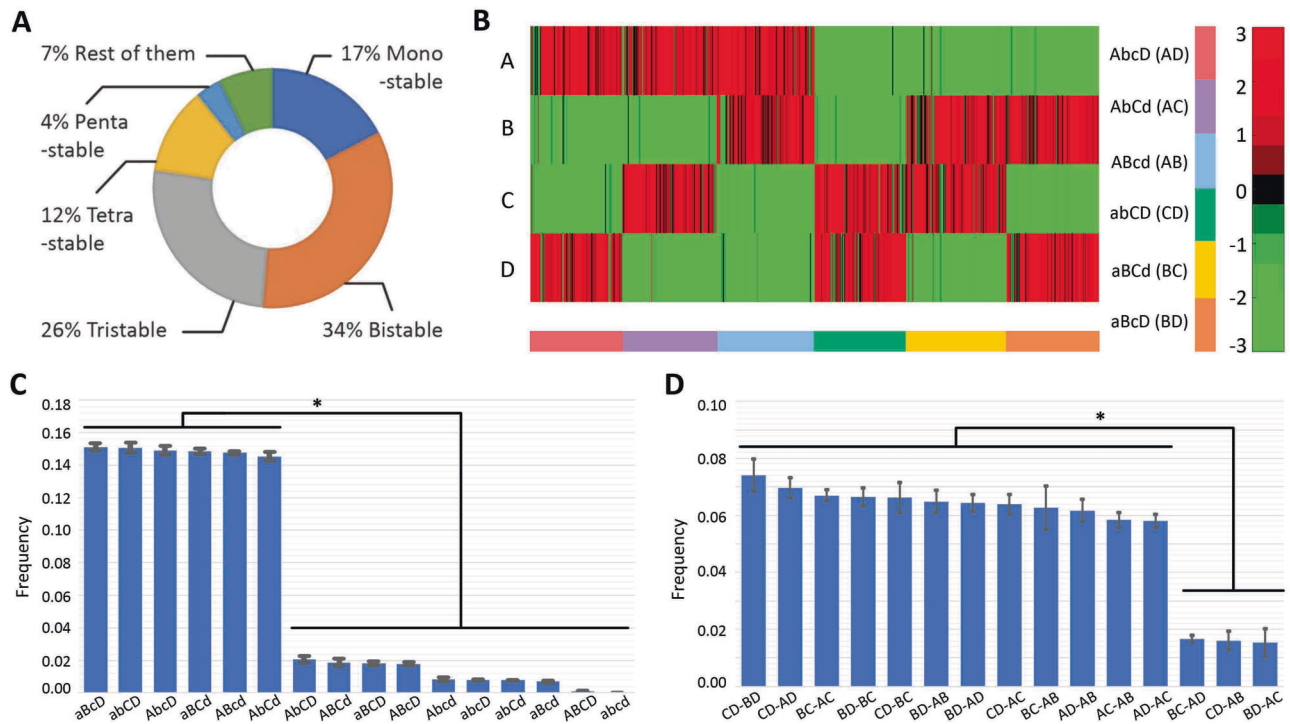 A
7% Rest of them
17% Mono
-stable
4% Penta
-stable
12% Tetra
-stable
26% Tristable
34% Bistable
B
A
B
C
D
AbcD (AD)
AbCd (AC)
ABcd (AB)
abCD (CD)
aBCd (BC)
aBcD (BD)
3
2
1
0
-1
-2
-3
C
Frequency
0.18
0.16
0.14
0.12
0.10
0.08
0.06
0.04
0.02
0.00
*
aBcD
abCD
AbcD
aBCd
ABcd
AbCd
AbCD
ABCd
aBCD
ABcD
Abcd
abcD
abCd
aBcd
ABCD
abcd
D
Frequency
0.10
0.08
0.06
0.04
0.02
0.00
*
CD-BD
CD-AD
BC-AC
BD-BC
CD-BC
BD-AB
BD-AD
CD-AC
BC-AB
AD-AB
AC-AB
AD-AC
BC-AD
CD-AB
BD-AC